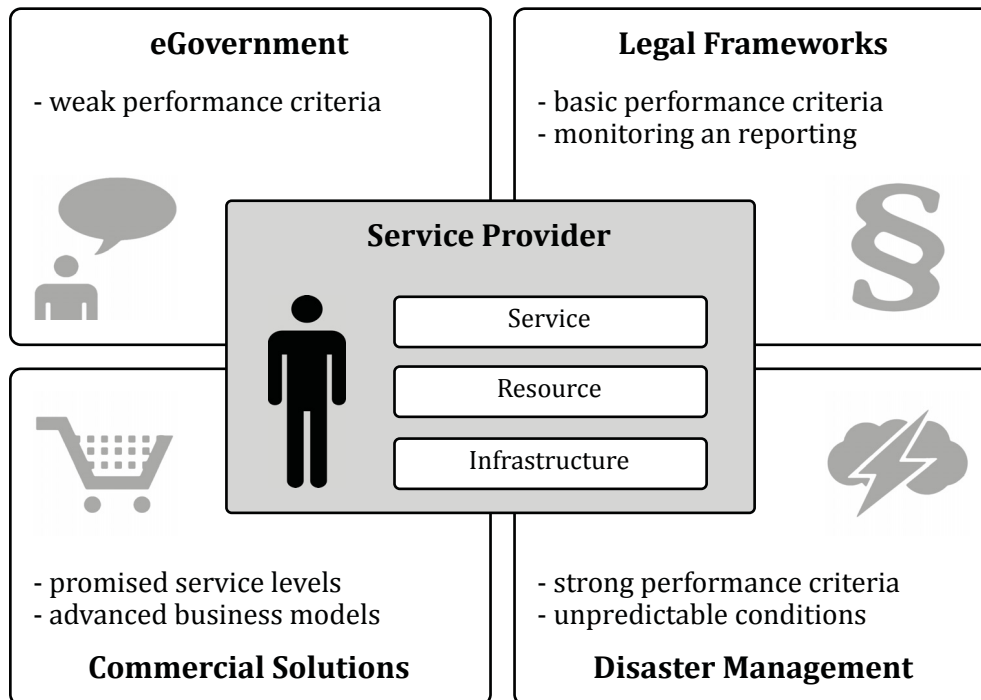 eGovernment
- weak performance criteria
Legal Frameworks
- basic performance criteria
- monitoring an reporting
Service Provider
Service
Resource
Infrastructure
- promised service levels
- advanced business models
Commercial Solutions
- strong performance criteria
- unpredictable conditions
Disaster Management